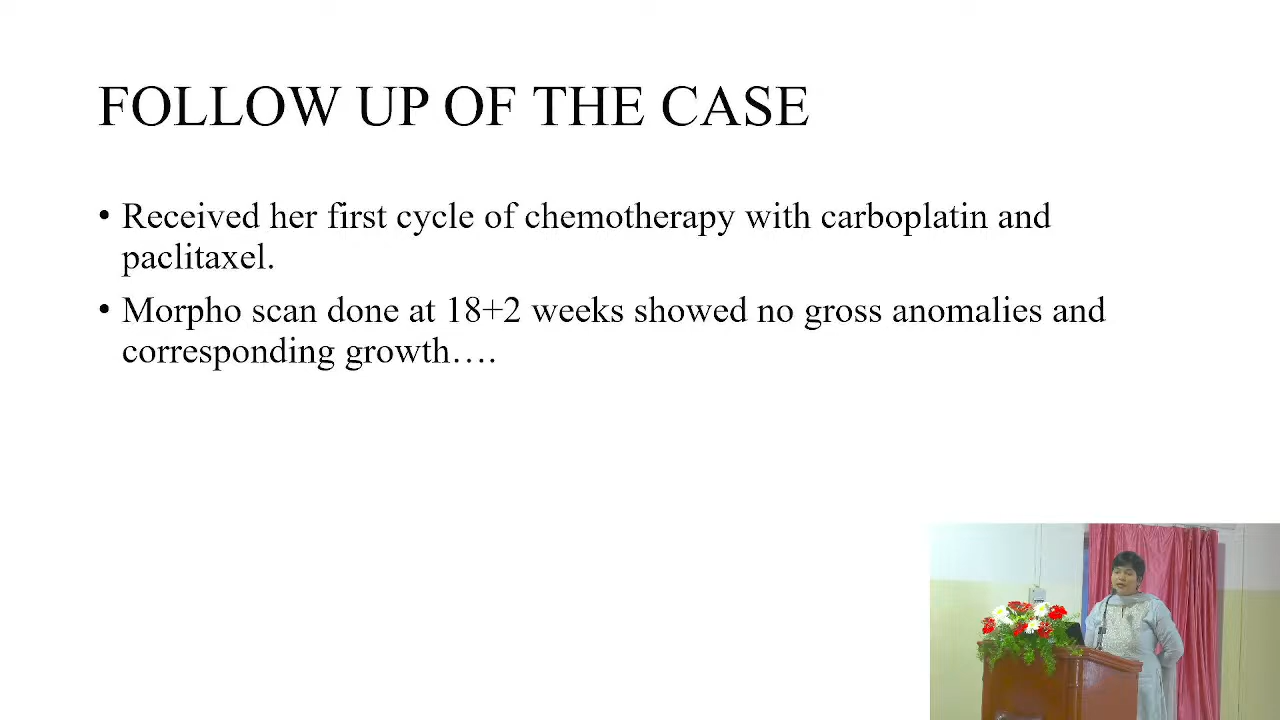 FOLLOW UP OF THE CASE
• Received her first cycle of chemotherapy with carboplatin and
paclitaxel.
• Morpho scan done at 18+2 weeks showed no gross anomalies and
corresponding growth….